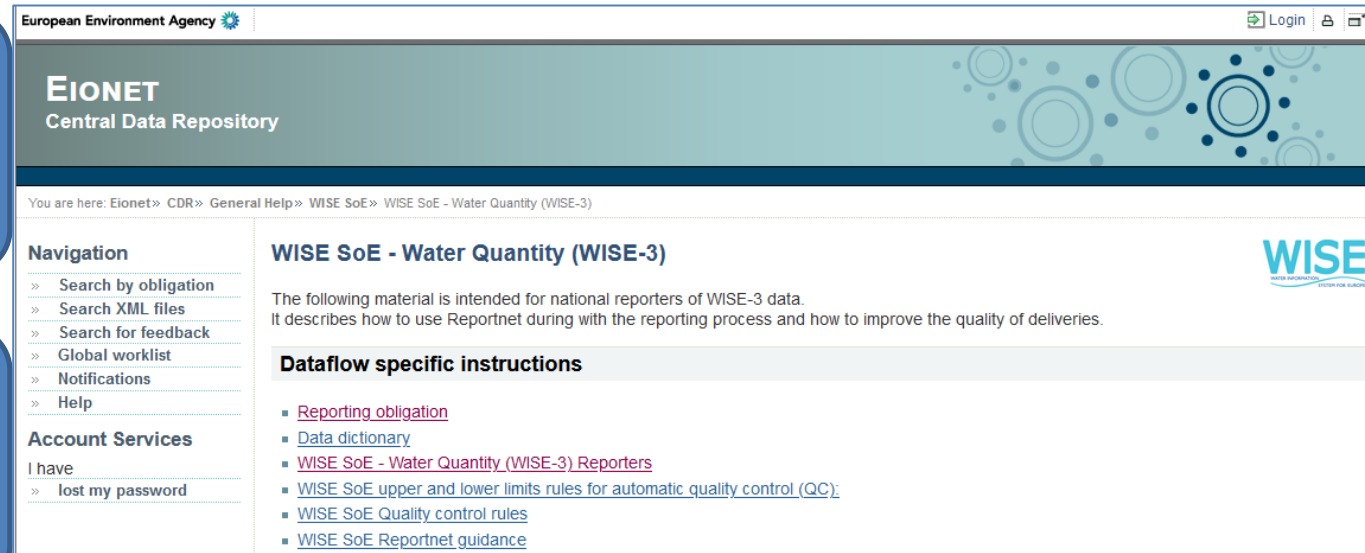 European Environment Agency
Login
EIONET
Central Data Repository
You are here: Eionet» CDR» General Help» WISE SoE» WISE SoE - Water Quantity (WISE-3)
Navigation
» Search by obligation
» Search XML files
» Search for feedback
» Global worklist
» Notifications
» Help
Account Services
I have
» lost my password
WISE SoE - Water Quantity (WISE-3)
WISE
WATER INFORMATION
SYSTEM FOR EUROPE
The following material is intended for national reporters of WISE-3 data.
It describes how to use Reportnet during with the reporting process and how to improve the quality of deliveries.
Dataflow specific instructions
Reporting obligation
Data dictionary
WISE SoE - Water Quantity (WISE-3) Reporters
WISE SoE upper and lower limits rules for automatic quality control (QC):
WISE SoE Quality control rules
WISE SoE Reportnet guidance